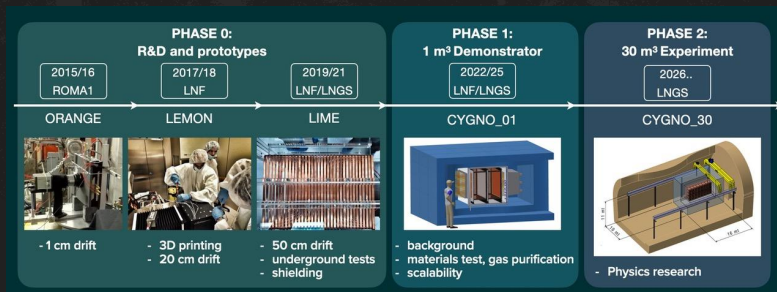 PHASE 0:
R&D and prototypes
2015/16
ROMA1
ORANGE
- 1 cm drift
2017/18
LNF
LEMON
- 3D printing
- 20 cm drift
2019/21
LNF/LNGS
LIME
- 50 cm drift
- underground tests
- shielding
PHASE 1:
1 m³ Demonstrator
2022/25
LNF/LNGS
CYGNO_01
- background
- materials test, gas purification
- scalability
PHASE 2:
30 m³ Experiment
2026..
LNGS
CYGNO_30
- Physics research